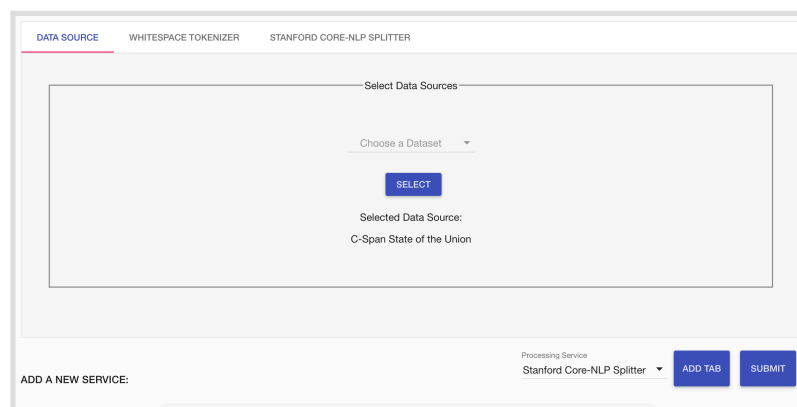 DATA SOURCE WHITESPACE TOKENIZER STANFORD CORE-NLP SPLITTER
Select Data Sources
Choose a Dataset
SELECT
Selected Data Source:
C-Span State of the Union
Processing Service
Stanford Core-NLP Splitter ADD TAB SUBMIT
ADD A NEW SERVICE: